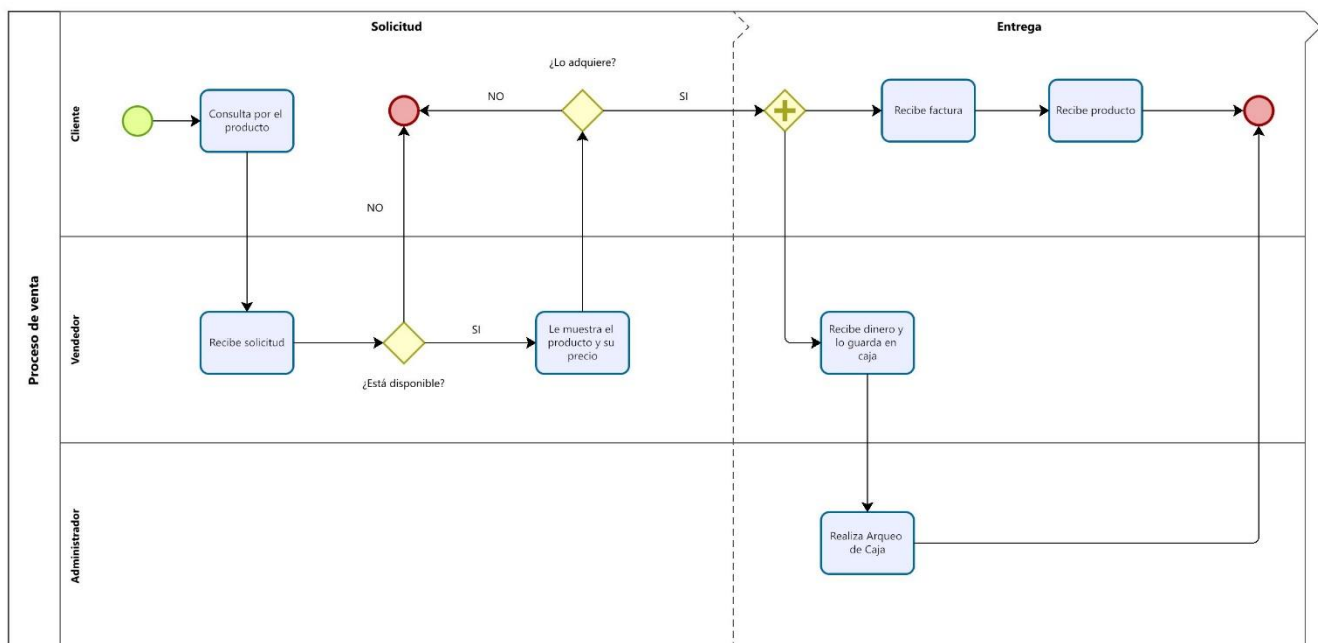 Solicitud
Entrega
Proceso de venta
Cliente
¿Lo adquiere?
Consulta por el
producto
NO
SI
Recibe factura
Recibe producto
NO
Vendedor
Recibe solicitud
¿Está disponible?
SI
Le muestra el
producto y su
precio
Recibe dinero y
lo guarda en
caja
Administrador
Realiza Arqueo
de Caja